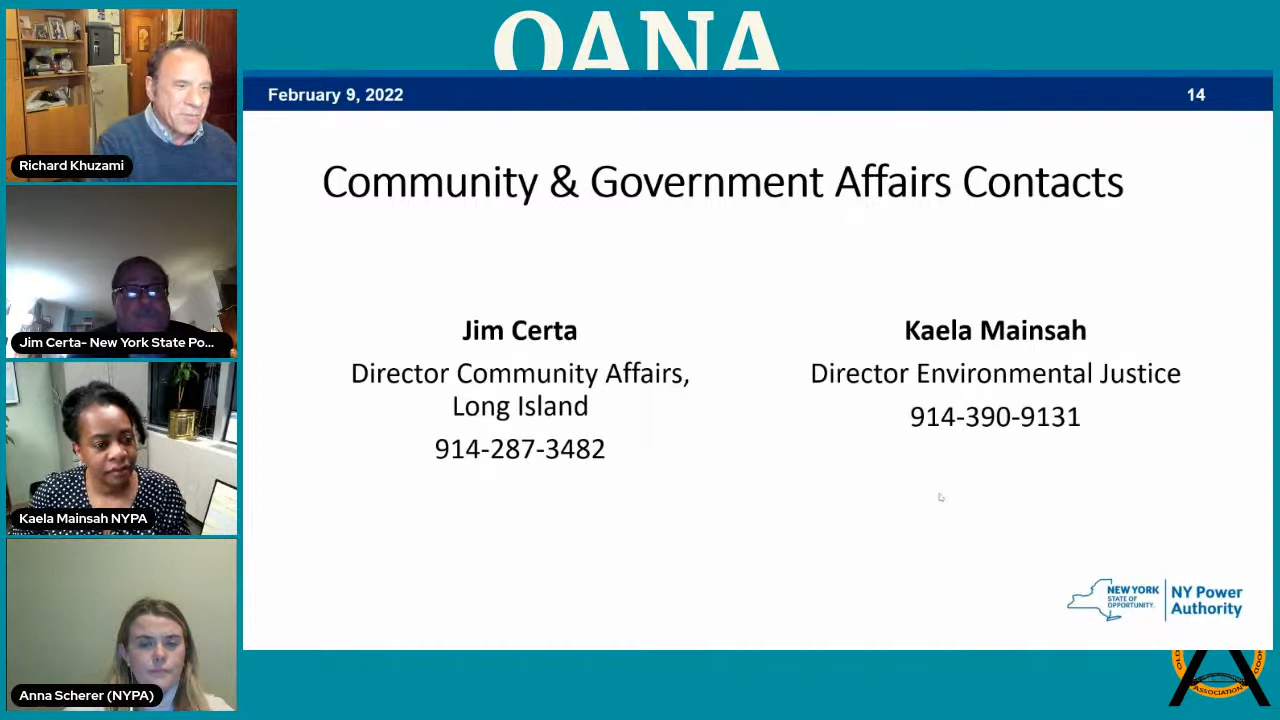 OANA
February 9, 2022
14
Community & Government Affairs Contacts
Jim Certa
Director Community Affairs,
Long Island
914-287-3482
Kaela Mainsah
Director Environmental Justice
914-390-9131
NEW YORK
STATE OF
OPPORTUNITY.
NY Power
Authority
Richard Khuzami
Jim Certa- New York State Po...
Kaela Mainsah NYPA
Anna Scherer (NYPA)
ASSOCIATION